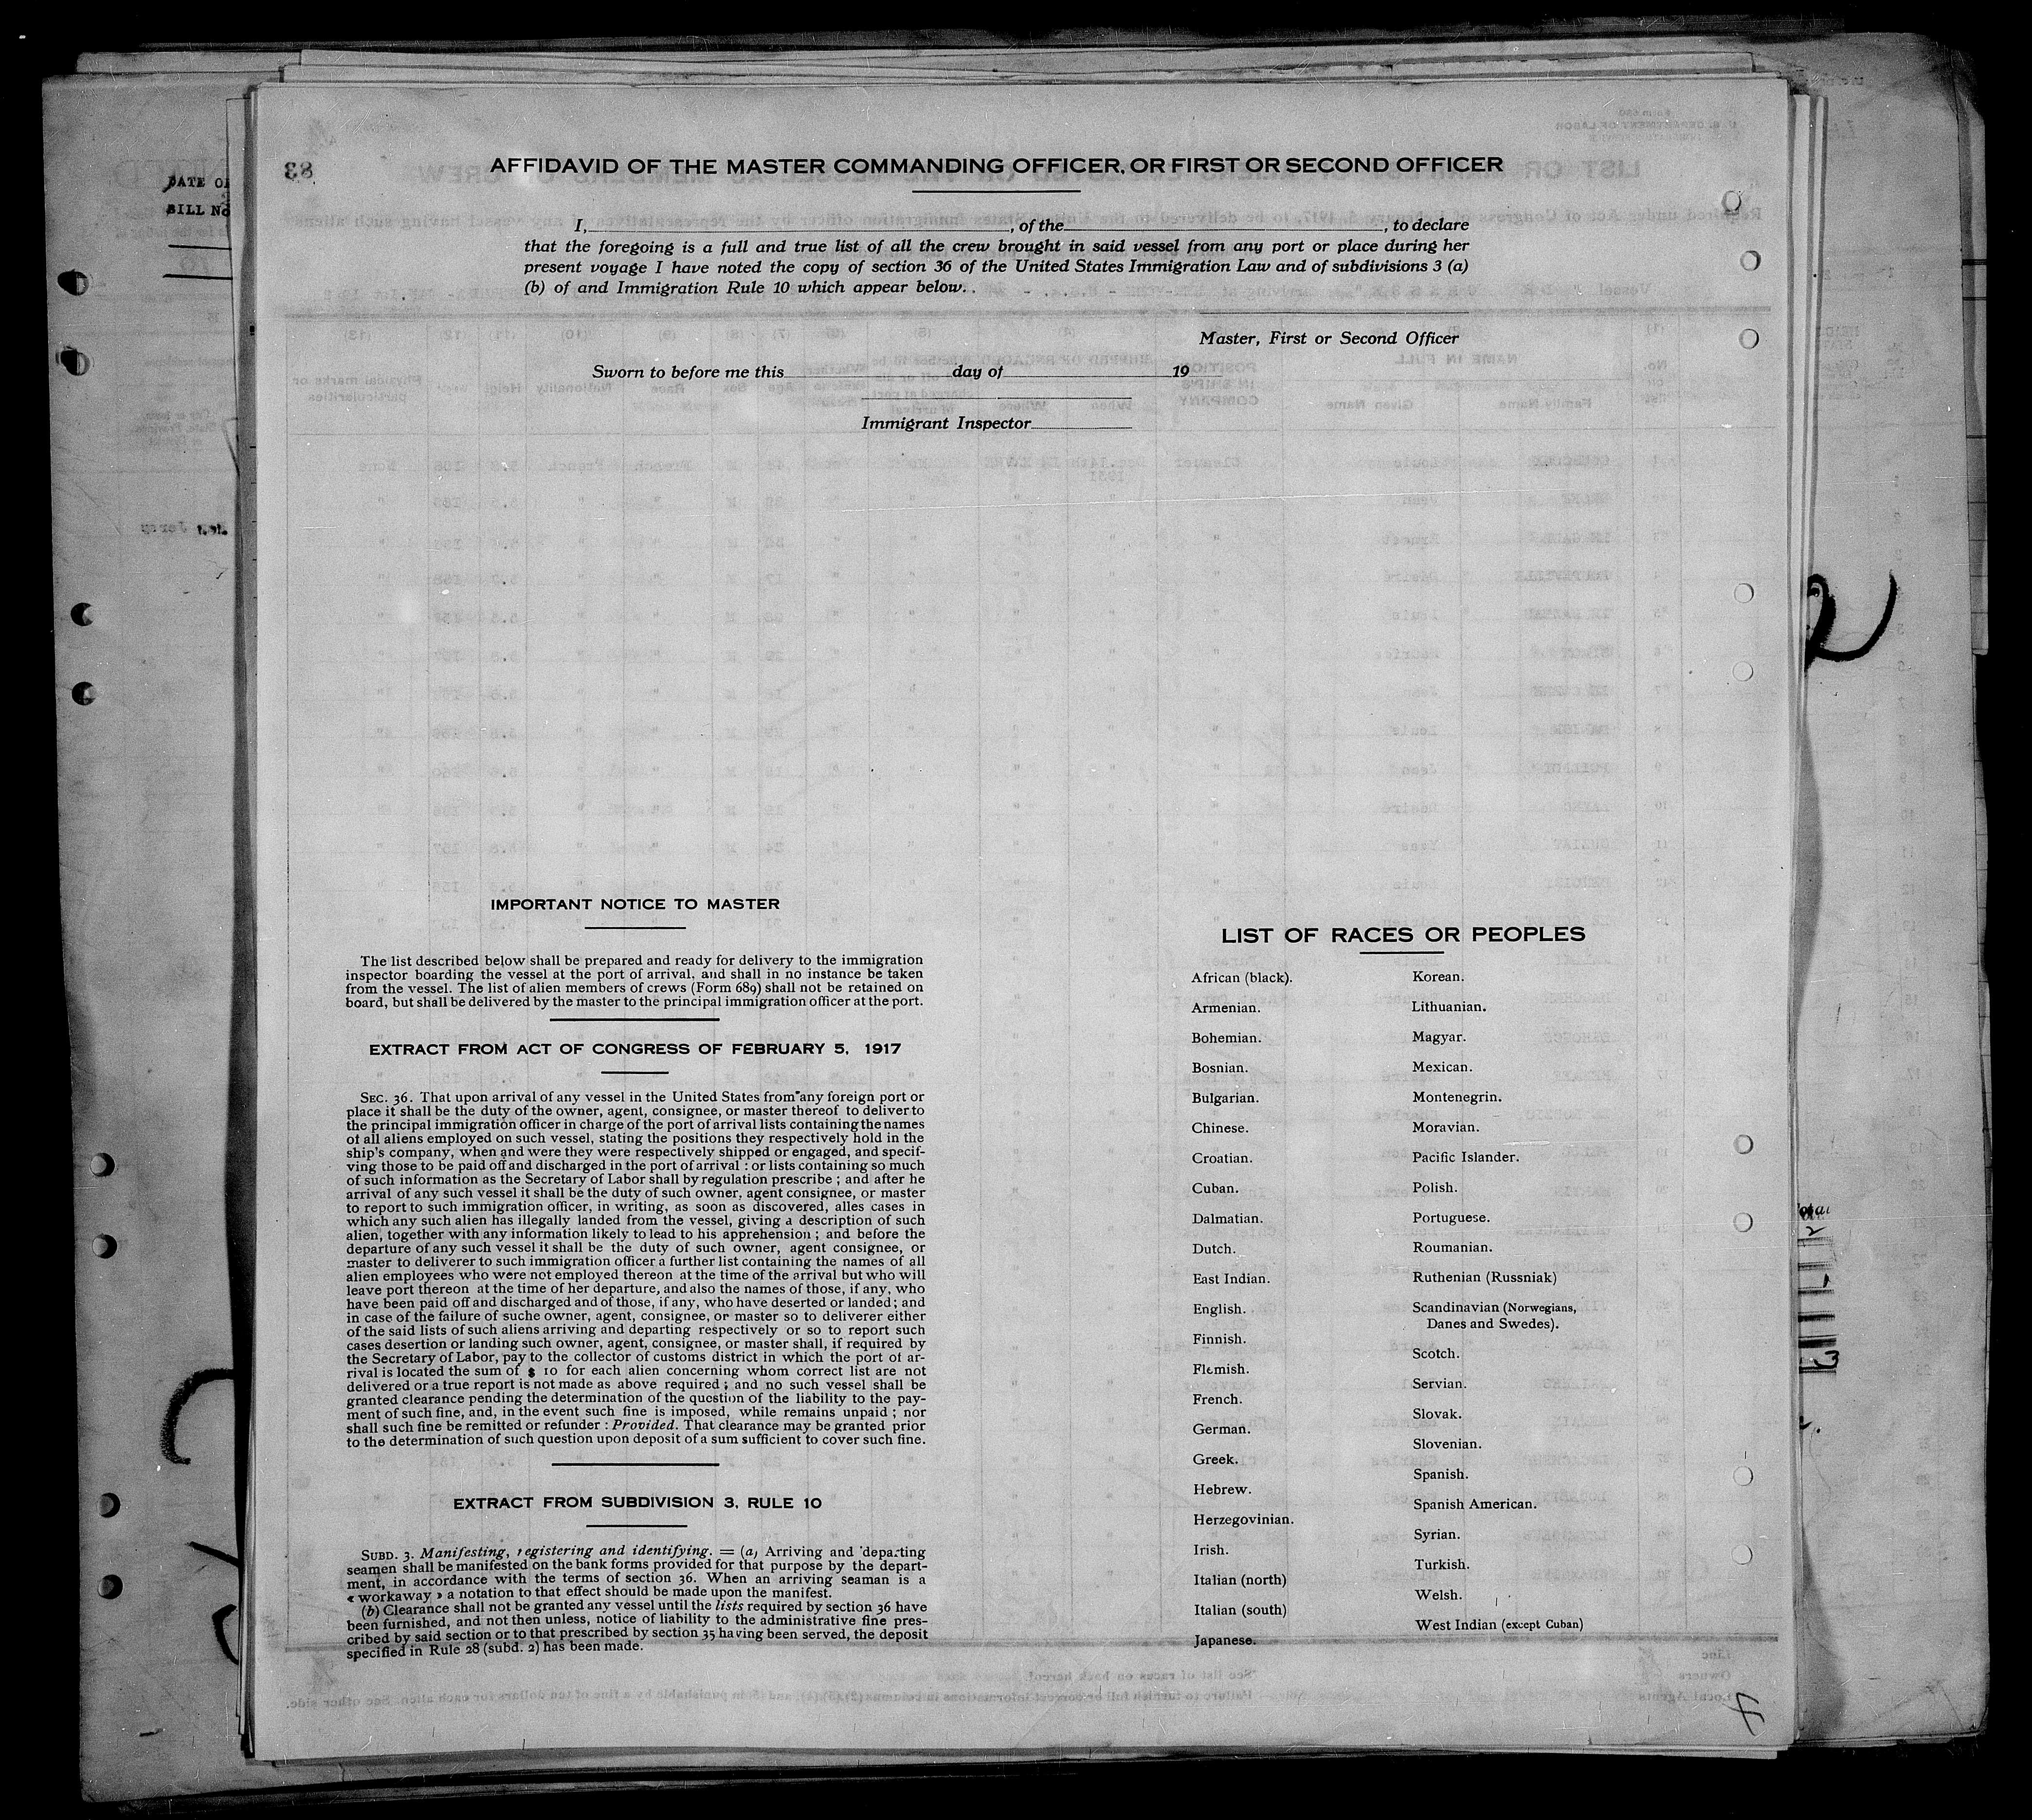 83
AFFIDAVID OF THE MASTER COMMANDING OFFICER, OR FIRST OR SECOND OFFICER
I, , of the , to declare
that the foregoing is a full and true list of all the crew brought in said vessel from any port or place during her
present voyage I have noted the copy of section 36 of the United States Immigration Law and of subdivisions 3 (a)
(b) of and Immigration Rule 10 which appear below. .
Master, First or Second Officer
Sworn to before me this day of 19
Immigrant Inspector
IMPORTANT NOTICE TO MASTER
The list described below shall be prepared and ready for delivery to the immigration
inspector boarding the vessel at the port of arrival, and shall in no instance be taken
from the vessel. The list of alien members of crews (Form 689) shall not be retained on
board, but shall be delivered by the master to the principal immigration officer at the port.
EXTRACT FROM ACT OF CONGRESS OF FEBRUARY 5, 1917
SEC. 36. That upon arrival of any vessel in the United States from any foreign port or
place it shall be the duty of the owner, agent, consignee, or master thereof to deliver to
the principal immigration officer in charge of the port of arrival lists containing the names
ot all aliens employed on such vessel, stating the positions they respectively hold in the
ship's company, when and were they were respectively shipped or engaged, and specif-
ving those to be paid off and discharged in the port of arrival : or lists containing so much
of such information as the Secretary of Labor shall by regulation prescribe ; and after he
arrival of any such vessel it shall be the duty of such owner, agent consignee, or master
to report to such immigration officer, in writing, as soon as discovered, alles cases in
which any such alien has illegally landed from the vessel, giving a description of such
alien, together with any information likely to lead to his apprehension ; and before the
departure of any such vessel it shall be the duty of such owner, agent consignee, or
master to deliverer to such immigration officer a further list containing the names of all
alien employees who were not employed thereon at the time of the arrival but who will
leave port thereon at the time of her departure, and also the names of those, if any, who
have been paid off and discharged and of those, if any, who have deserted or landed ; and
in case of the failure of suche owner, agent, consignee, or master so to deliverer either
of the said lists of such aliens arriving and departing respectively or so to report such
cases desertion or landing such owner, agent, consignee, or master shall, if required by
the Secretary of Labor, pay to the collector of customs district in which the port of ar-
rival is located the sum of $ 10 for each alien concerning whom correct list are not
delivered or a true report is not made as above required ; and no such vessel shall be
granted clearance pending the determination of the question of the liability to the pay-
ment of such fine, and, in the event such fine is imposed, while remains unpaid ; nor
shall such fine be remitted or refunder : Provided. That clearance may be granted prior
to the determination of such question upon deposit of a sum sufficient to cover such fine.
EXTRACT FROM SUBDIVISION 3, RULE 10
SUBD. 3. Manifesting, registering and identifying. = (a) Arriving and departing
seamen shall be manifested on the bank forms provided for that purpose by the depart-
ment, in accordance with the terms of section 36. When an arriving seaman is a
« workaway » a notation to that effect should be made upon the manifest.
(b) Clearance shall not be granted any vessel until the lists required by section 36 have
been furnished, and not then unless, notice of liability to the administrative fine pres-
cribed by said section or to that prescribed by section 35 having been served, the deposit
specified in Rule 28 (subd. 2) has been made.
LIST OF RACES OR PEOPLES
African (black).
Armenian.
Bohemian.
Bosnian.
Bulgarian.
Chinese.
Croatian.
Cuban.
Dalmatian.
Dutch.
East Indian.
English.
Finnish.
Flemish.
French.
German.
Greek.
Hebrew.
Herzegovinian.
Irish.
Italian (north)
Italian (south)
Japanese.
Korean.
Lithuanian.
Magyar.
Mexican.
Montenegrin.
Moravian.
Pacific Islander.
Polish.
Portuguese.
Roumanian.
Ruthenian (Russniak)
Scandinavian (Norwegians,
Danes and Swedes).
Scotch.
Servian.
Slovak.
Slovenian.
Spanish.
Spanish American.
Syrian.
Turkish.
Welsh.
West Indian (except Cuban)
DATE OF
BILL NO